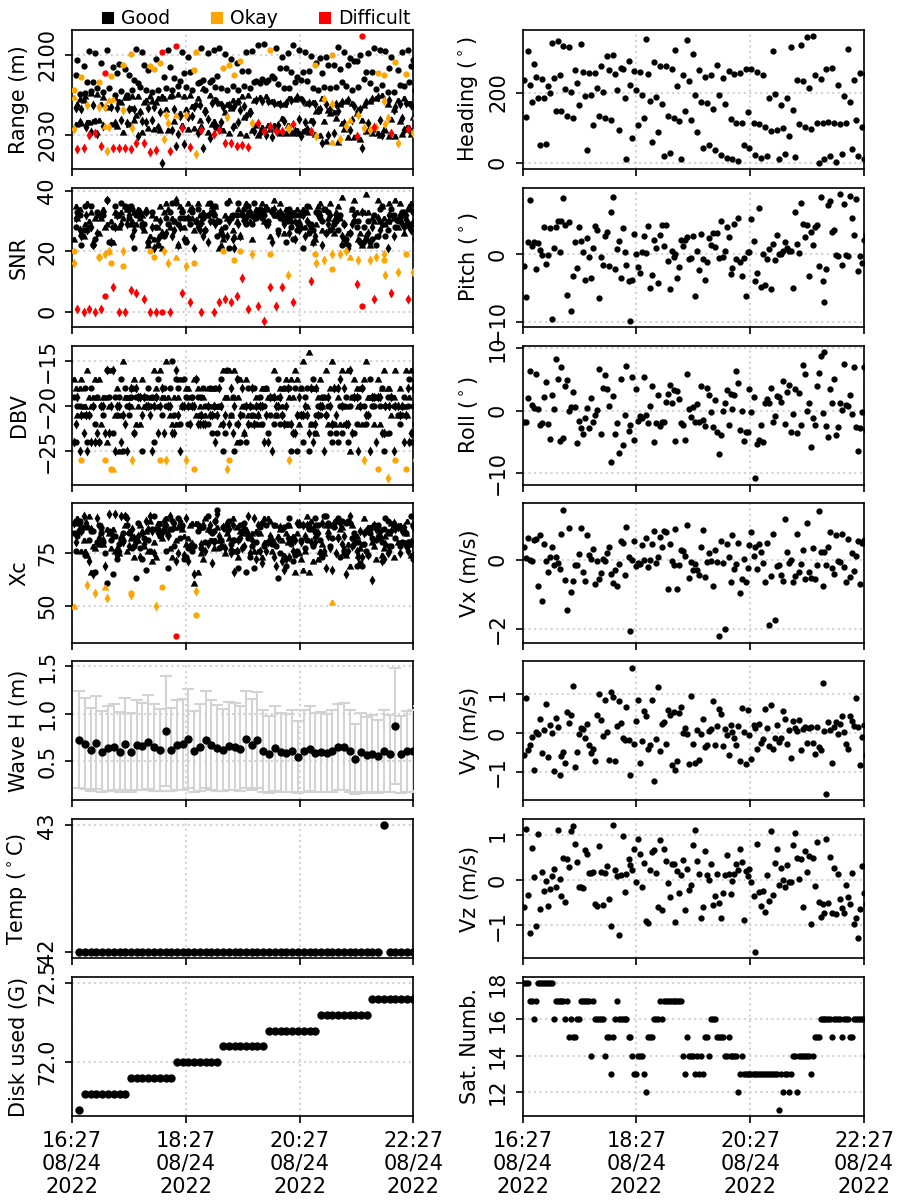 Good Okay Difficult
Range (m)
2100
2030
Heading (°)
200
0
SNR
40
20
0
Pitch (°)
0
−10
DBV
−15
−20
−25
Roll (°)
10
0
−10
Xc
75
50
Vx (m/s)
0
−2
Wave H (m)
1.5
1.0
0.5
Vy (m/s)
1
0
−1
Temp (°C)
43
42
Vz (m/s)
1
0
−1
Disk used (G)
72.5
72.0
Sat. Numb.
18
16
14
12
16:27 18:27 20:27 22:27 16:27 18:27 20:27 22:27
08/24 08/24 08/24 08/24 08/24 08/24 08/24 08/24
2022 2022 2022 2022 2022 2022 2022 2022